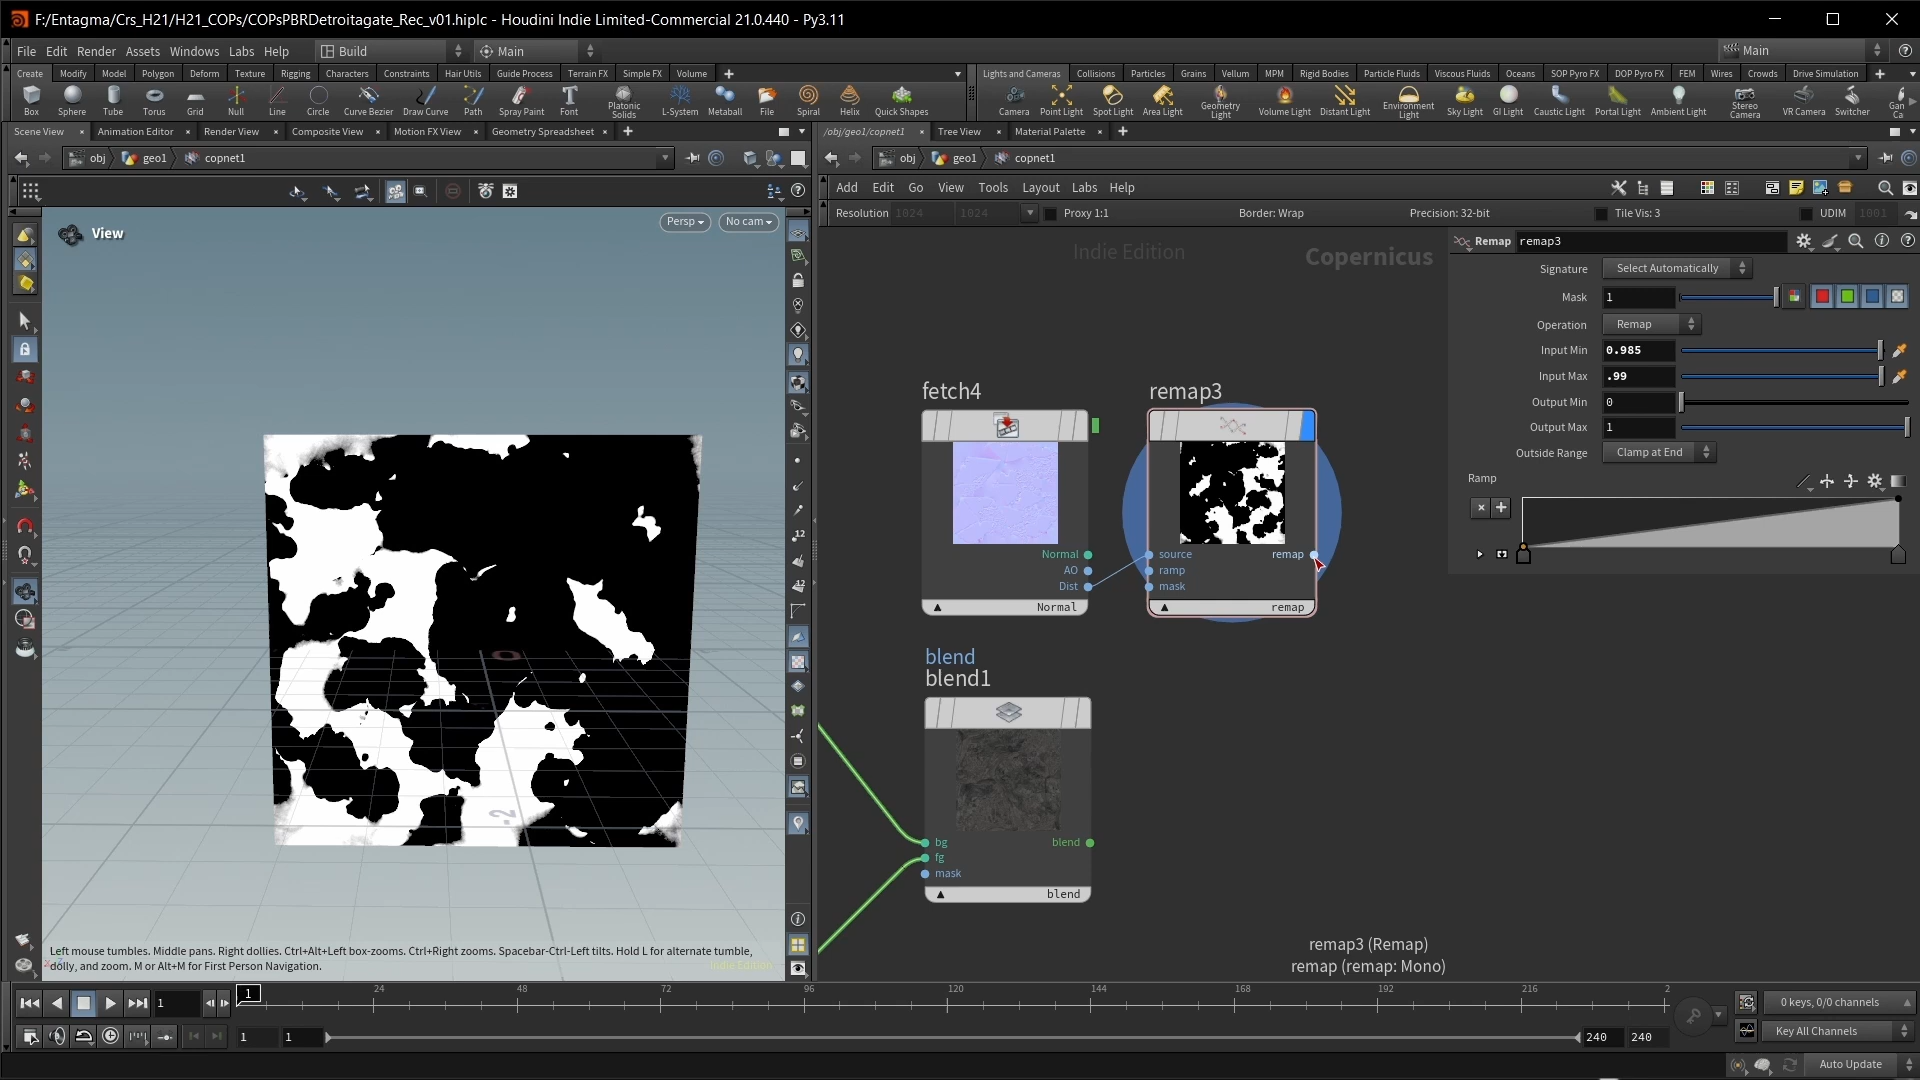 F:/Entagma/Crs_H21/H21_COPs/COPsPBRDetroitagate_Rec_v01.hiplc - Houdini Indie Limited-Commercial 21.0.440 - Py3.11
File Edit Render Assets Windows Labs Help Build Main Main
Create Modify Model Polygon Deform Texture Rigging Characters Constraints Hair Utils Guide Process Terrain FX Simple FX Volume
Lights and Cameras Collisions Particles Grains Vellum MPM Rigid Bodies Particle Fluids Viscous Fluids Oceans SOP Pyro FX DOP Pyro FX FEM Wires Crowds Drive Simulation
Box Sphere Tube Torus Grid Null Line Circle Curve Bezier Draw Curve Path Spray Paint Font Platonic Solids L-System Metaball File Spiral Helix Quick Shapes
Camera Point Light Spot Light Area Light Geometry Light Volume Light Distant Light Environment Light Sky Light GI Light Caustic Light Portal Light Ambient Light Stereo Camera VR Camera Switcher Gan Ca
Scene View Animation Editor Render View Composite View Motion FX View Geometry Spreadsheet
/obj/geo1/copnet1 Tree View Material Palette
obj geo1 copnet1
obj geo1 copnet1
Add Edit Go View Tools Layout Labs Help
Resolution 1024 1024 Proxy 1:1 Border: Wrap Precision: 32-bit Tile Vis: 3 UDIM 1001
View
Persp
No cam
Indie Edition
Copernicus
Remap remap3
Signature Select Automatically
Mask 1
Operation Remap
Input Min 0.985
Input Max .99
Output Min 0
Output Max 1
Outside Range Clamp at End
Ramp
fetch4
Normal
AO
Dist
Normal
remap3
source
ramp
mask
remap
remap
blend
blend1
bg
fg
mask
blend
blend
-2
12
12
Left mouse tumbles. Middle pans. Right dollies. Ctrl+Alt+Left box-zooms. Ctrl+Right zooms. Spacebar-Ctrl-Left tilts. Hold L for alternate tumble,
dolly, and zoom. M or Alt+M for First Person Navigation.
Indie Edition
remap3 (Remap)
remap (remap: Mono)
1 1 24 48 72 96 120 144 168 192 216 2
0 keys, 0/0 channels
1 1 240 240
Key All Channels
Auto Update